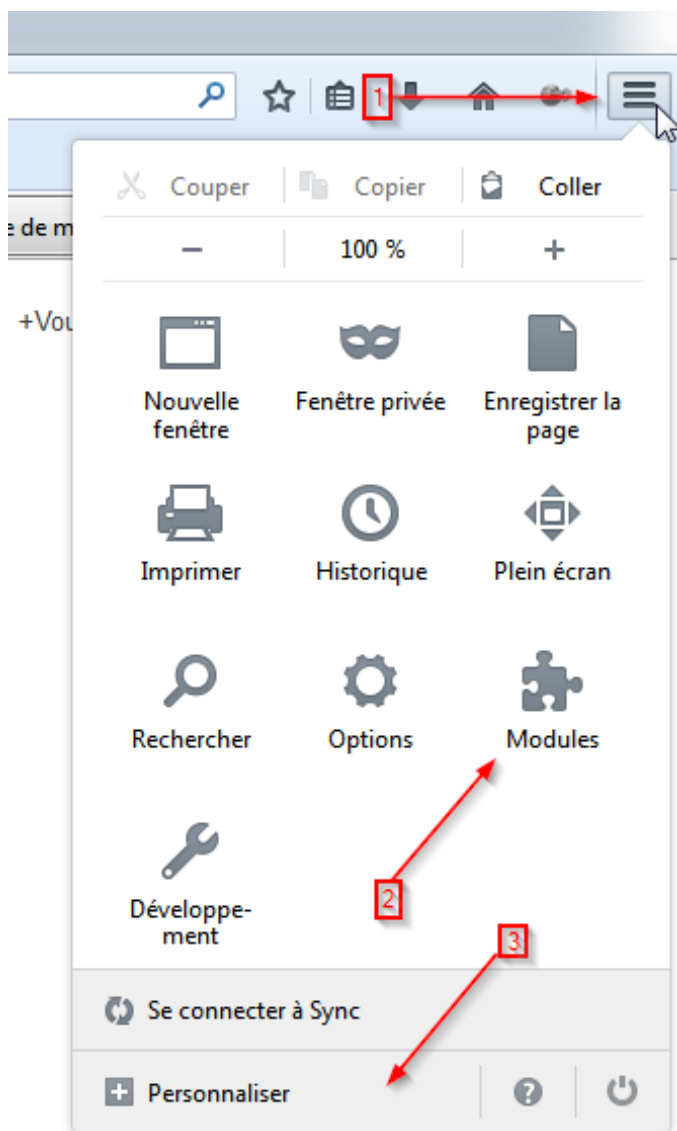 1
Couper Copier Coller
e de m
− 100 % +
+Vou
Nouvelle
fenêtre
Fenêtre privée
Enregistrer la
page
Imprimer Historique Plein écran
Rechercher Options Modules
2
Développe-
ment
3
Se connecter à Sync
Personnaliser
?